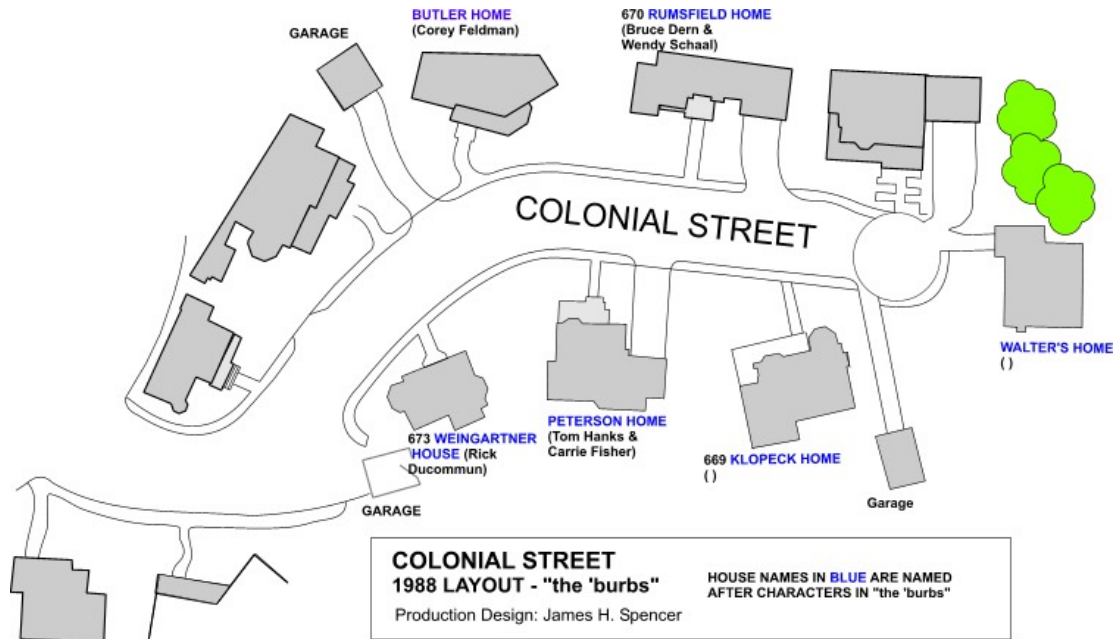 BUTLER HOME
(Corey Feldman)
670 RUMSFIELD HOME
(Bruce Dern &
Wendy Schaal)
GARAGE
COLONIAL STREET
WALTER'S HOME
( )
673 WEINGARTNER
HOUSE (Rick
Ducommun)
PETERSON HOME
(Tom Hanks &
Carrie Fisher)
669 KLOPECK HOME
( )
Garage
GARAGE
COLONIAL STREET
1988 LAYOUT - "the 'burbs"
Production Design: James H. Spencer
HOUSE NAMES IN BLUE ARE NAMED
AFTER CHARACTERS IN "the 'burbs"